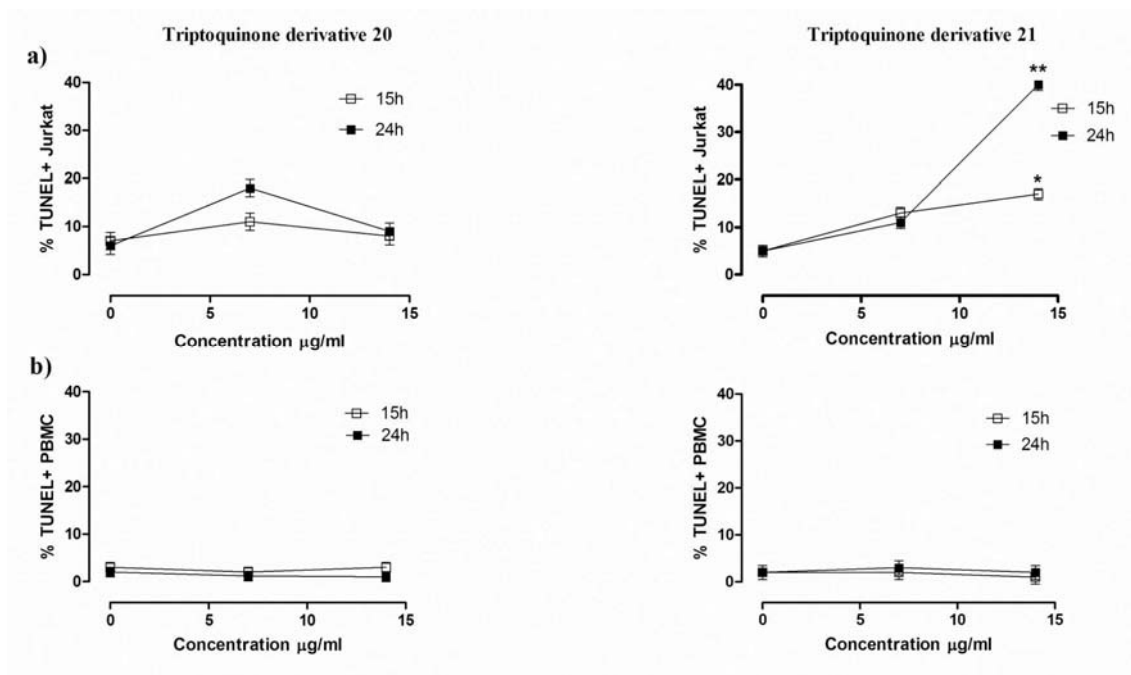 Triptoquinone derivative 20
Triptoquinone derivative 21
a)
% TUNEL+ Jurkat
40
30
20
10
0
15h
24h
0 5 10 15
Concentration μg/ml
% TUNEL+ Jurkat
40
30
20
10
0
**
*
15h
24h
0 5 10 15
Concentration μg/ml
b)
% TUNEL+ PBMC
40
30
20
10
0
15h
24h
0 5 10 15
Concentration μg/ml
% TUNEL+ PBMC
40
30
20
10
0
15h
24h
0 5 10 15
Concentration μg/ml